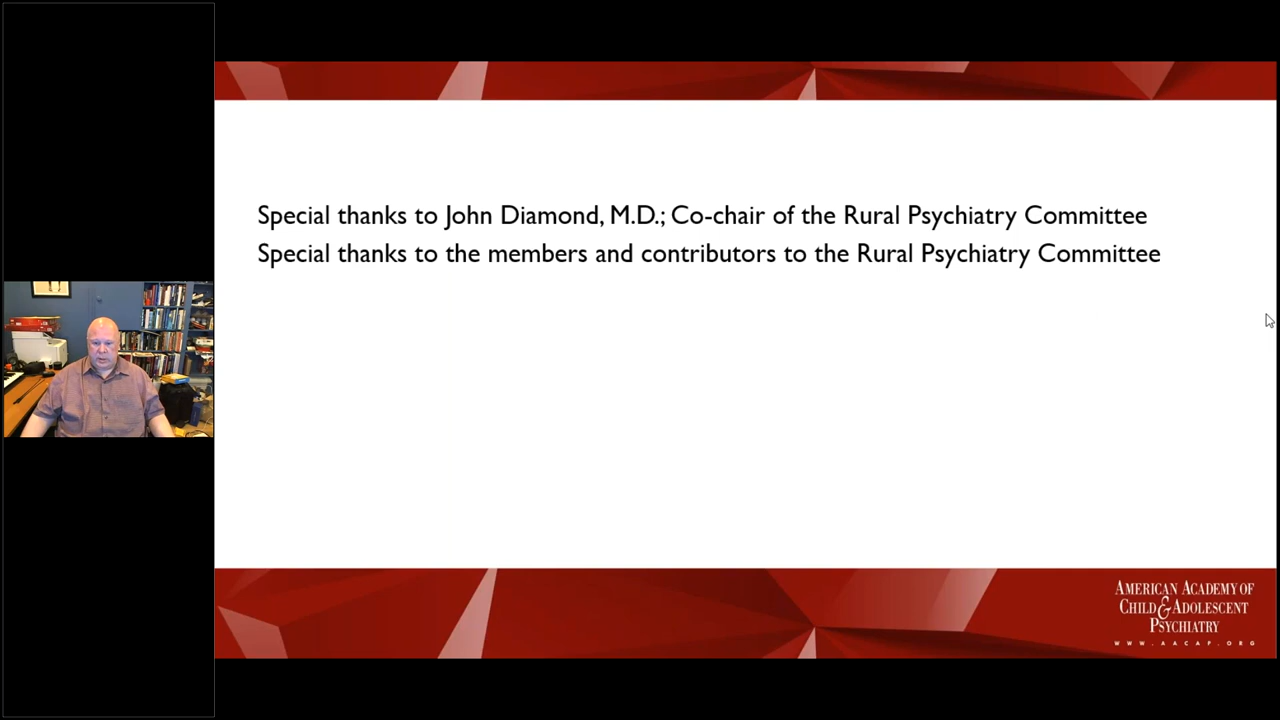 Special thanks to John Diamond, M.D.; Co-chair of the Rural Psychiatry Committee
Special thanks to the members and contributors to the Rural Psychiatry Committee
AMERICAN ACADEMY OF
CHILD & ADOLESCENT
PSYCHIATRY
WWW.AACAP.ORG